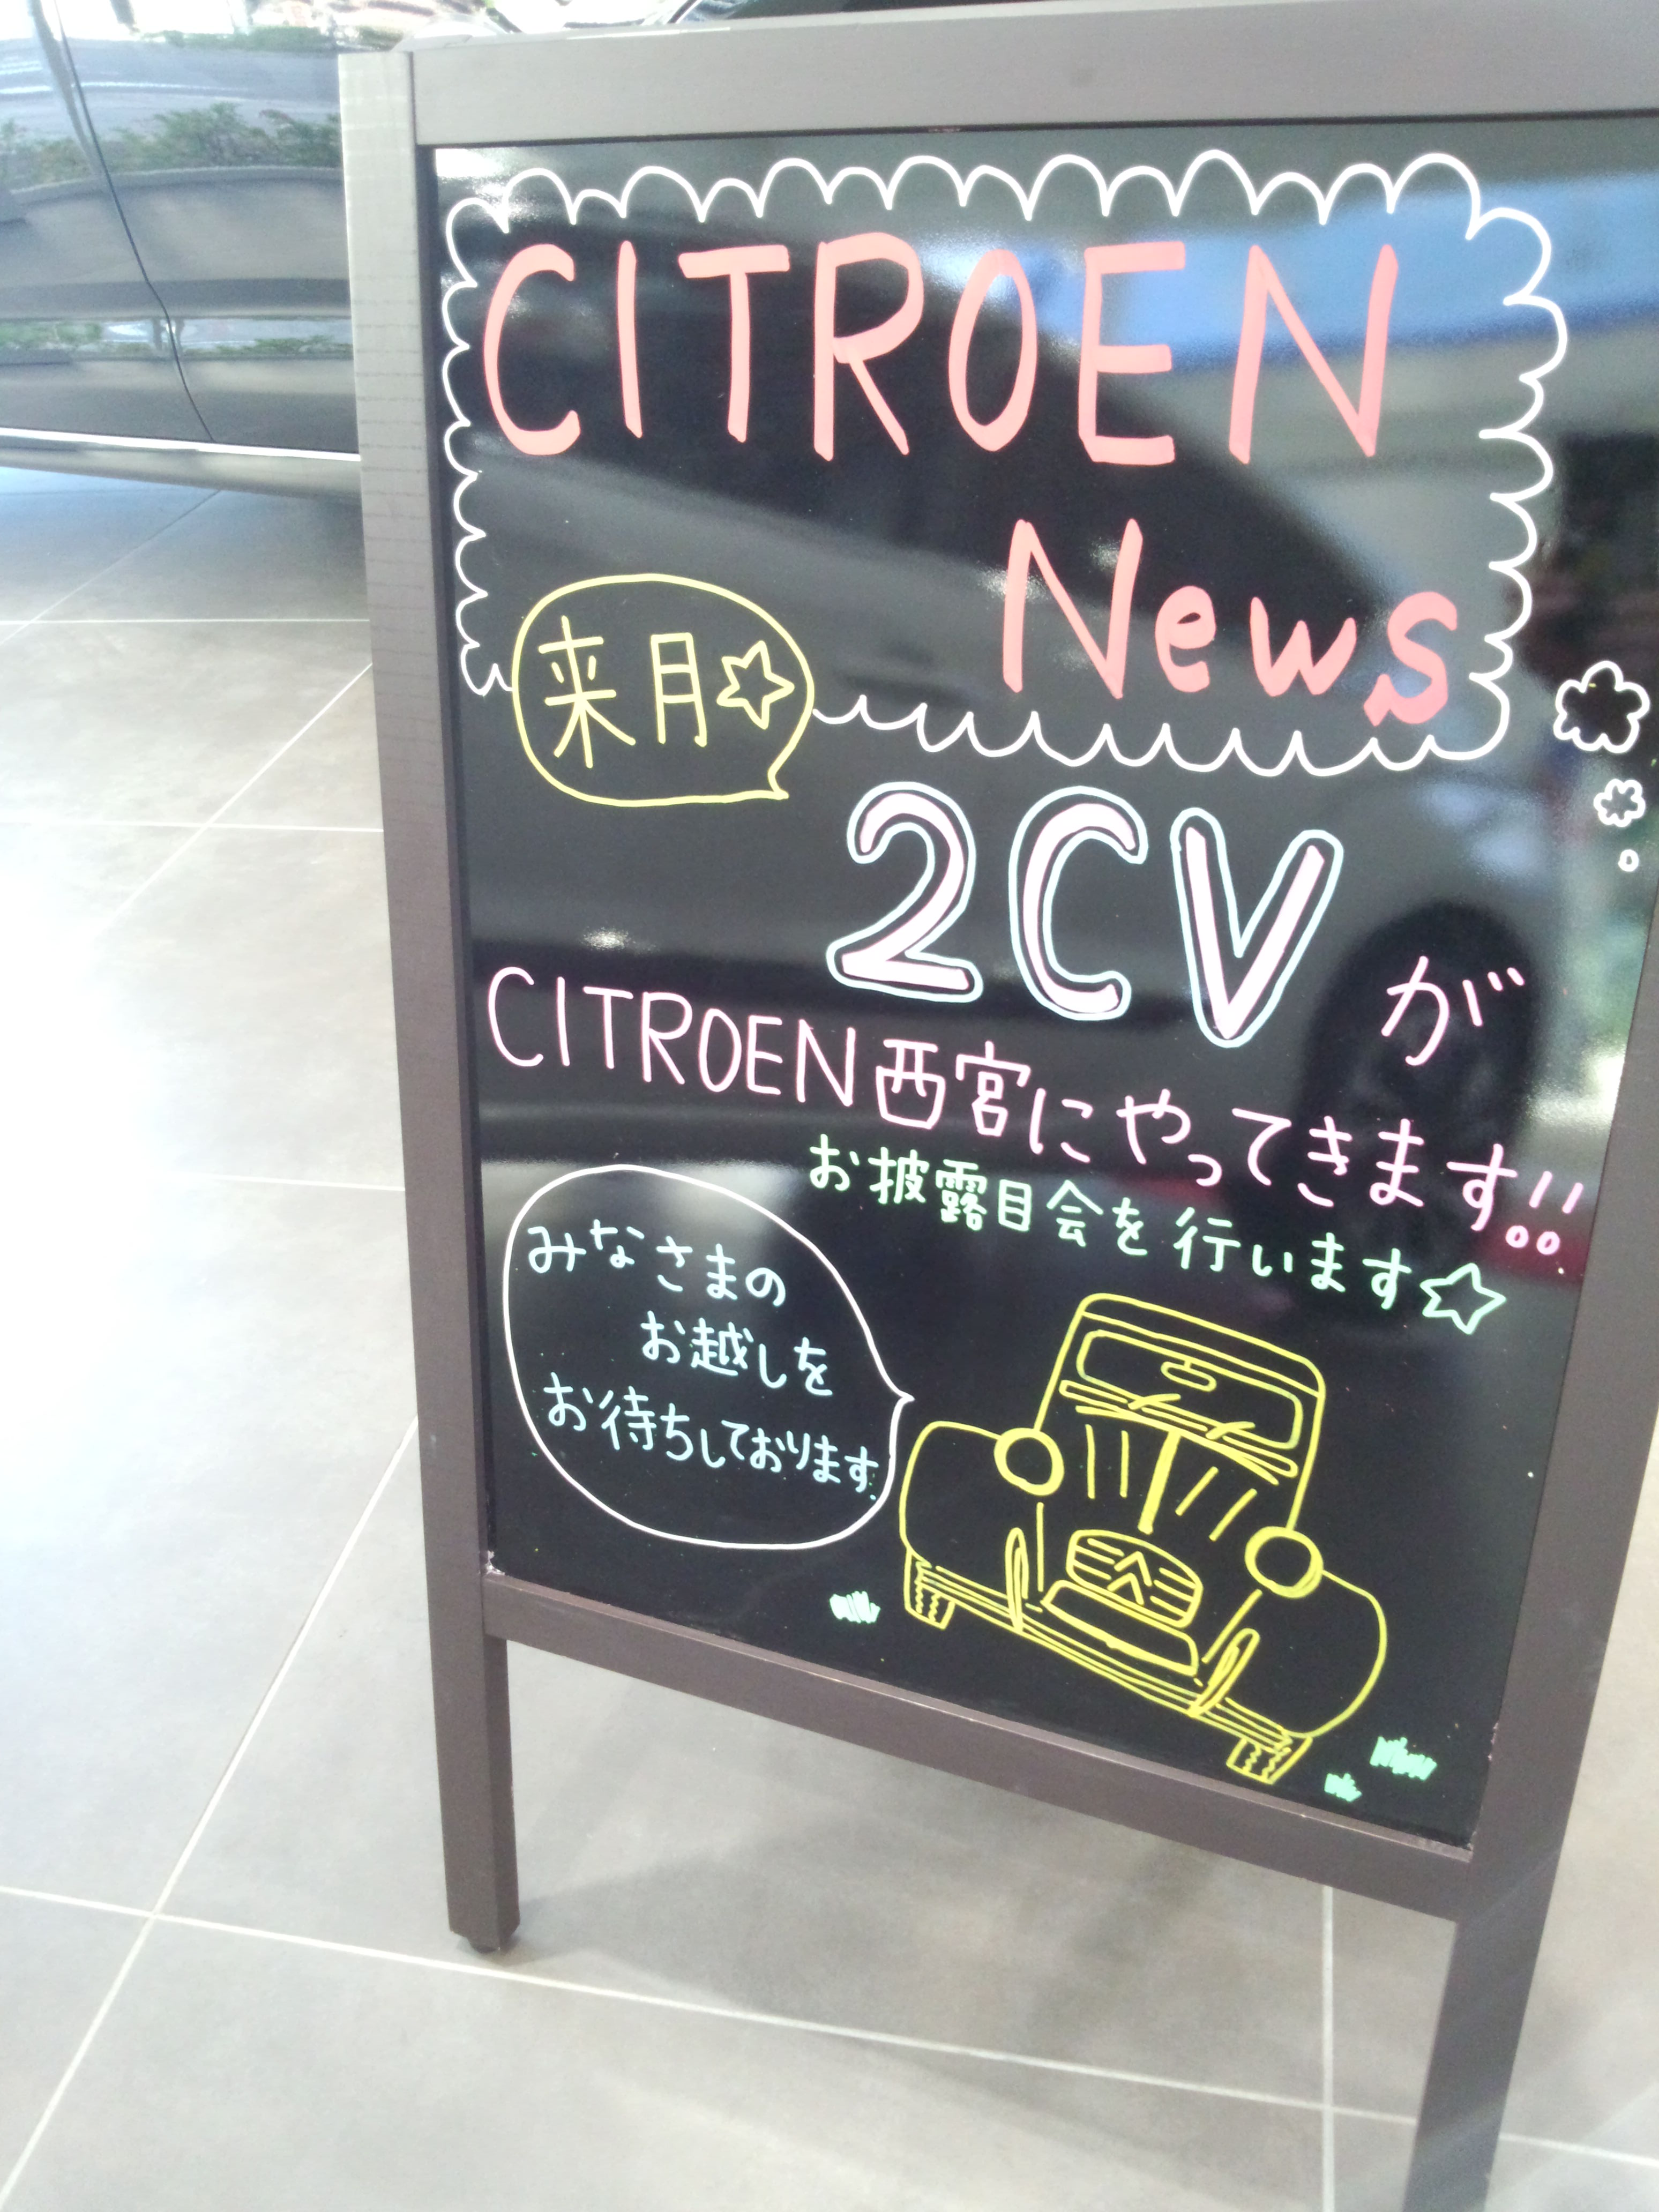 CITROEN
News
来月☆
2CV が
CITROEN西宮にやってきます!!
お披露目会を行います☆
みなさまの
お越しを
お待ちしております.